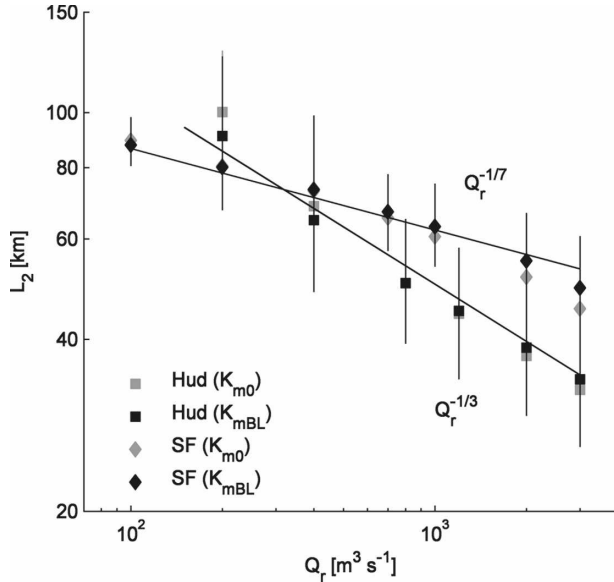 150
100
80
60
40
20
L2 [km]
Qr^-1/7
Qr^-1/3
Hud (Km0)
Hud (KmBL)
SF (Km0)
SF (KmBL)
10^2
10^3
Qr [m^3 s^-1]